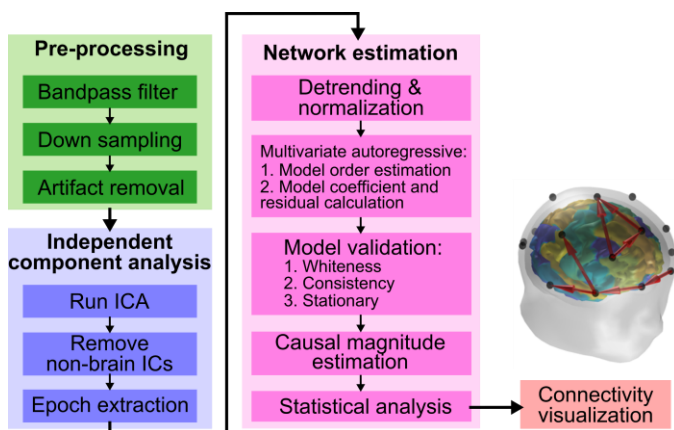 Pre-processing
Bandpass filter
Down sampling
Artifact removal
Independent
component analysis
Run ICA
Remove
non-brain ICs
Epoch extraction
Network estimation
Detrending &
normalization
Multivariate autoregressive:
1. Model order estimation
2. Model coefficient and
residual calculation
Model validation:
1. Whiteness
2. Consistency
3. Stationary
Causal magnitude
estimation
Statistical analysis
Connectivity
visualization